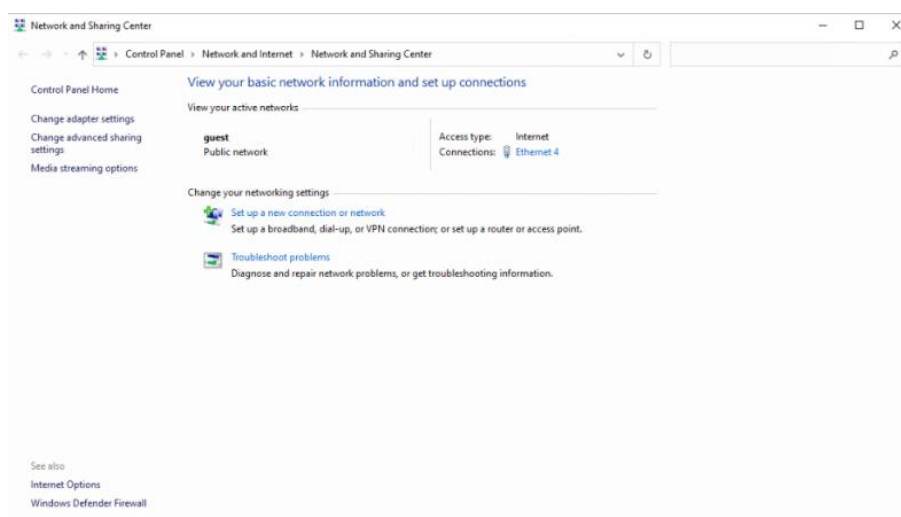 Network and Sharing Center
Control Panel > Network and Internet > Network and Sharing Center
Control Panel Home
Change adapter settings
Change advanced sharing
settings
Media streaming options
View your basic network information and set up connections
View your active networks
guest
Public network
Access type: Internet
Connections: Ethernet 4
Change your networking settings
Set up a new connection or network
Set up a broadband, dial-up, or VPN connection; or set up a router or access point.
Troubleshoot problems
Diagnose and repair network problems, or get troubleshooting information.
See also
Internet Options
Windows Defender Firewall